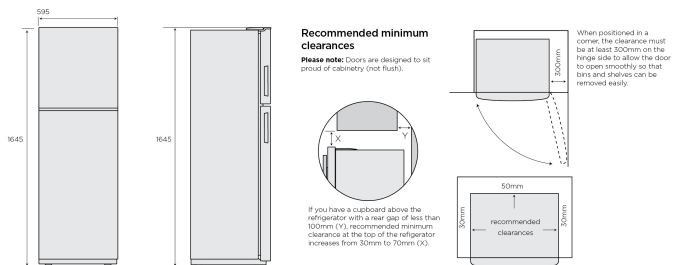 595
1645
1645
Recommended minimum
clearances
Please note: Doors are designed to sit
proud of cabinetry (not flush).
X
Y
If you have a cupboard above the
refrigerator with a rear gap of less than
100mm (Y), recommended minimum
clearance at the top of the refigerator
increases from 30mm to 70mm (X).
300mm
When positioned in a
corner, the clearance must
be at least 300mm on the
hinge side to allow the door
to open smoothly so that
bins and shelves can be
removed easily.
50mm
30mm
recommended
clearances
30mm